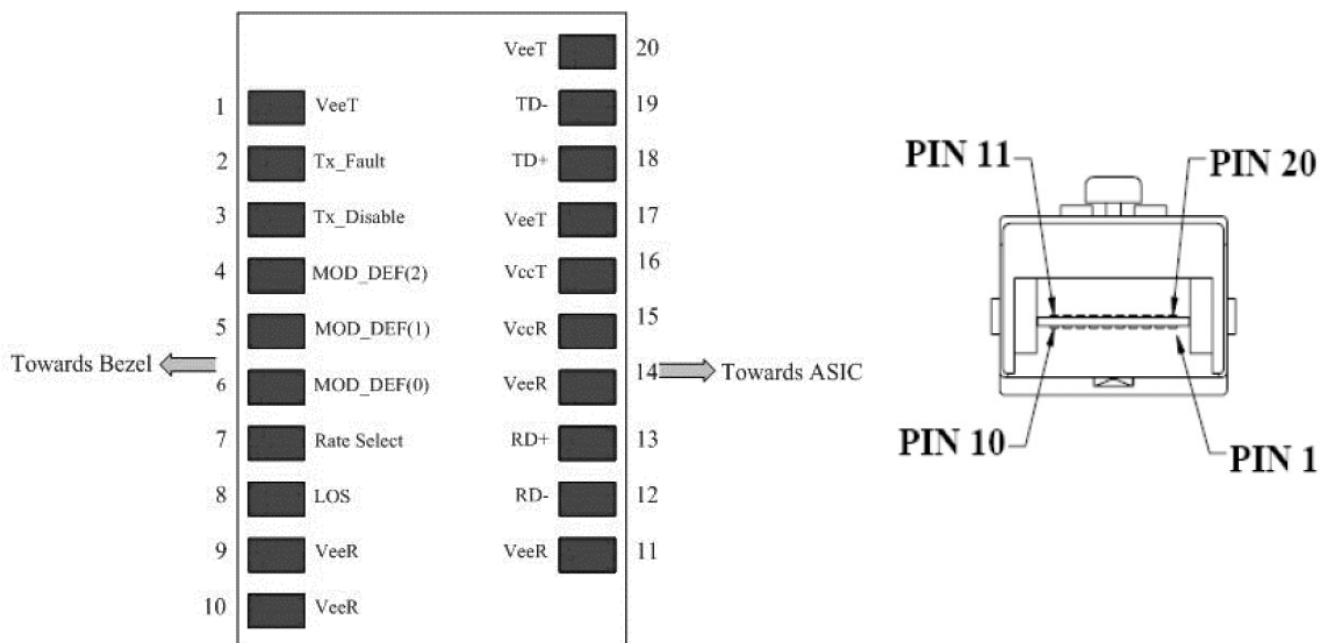 VeeT 20
1 VeeT TD- 19
2 Tx_Fault TD+ 18
3 Tx_Disable VeeT 17
4 MOD_DEF(2) VccT 16
5 MOD_DEF(1) VccR 15
Towards Bezel
6 MOD_DEF(0) VeeR 14 Towards ASIC
7 Rate Select RD+ 13
8 LOS RD- 12
9 VeeR VeeR 11
10 VeeR
PIN 11 PIN 20
PIN 10 PIN 1